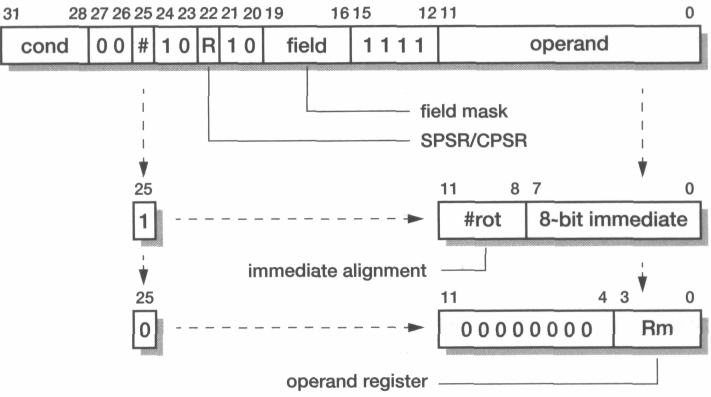 31 28 27 26 25 24 23 22 21 20 19 16 15 12 11 0
cond 0 0 # 1 0 R 1 0 field 1 1 1 1 operand
field mask
SPSR/CPSR
25 11 8 7 0
1 #rot 8-bit immediate
immediate alignment
25 11 4 3 0
0 0 0 0 0 0 0 0 0 Rm
operand register